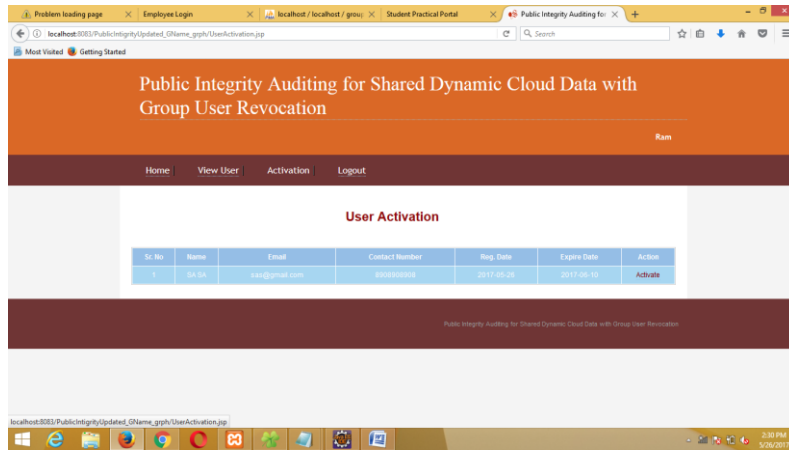 Problem loading page
Employee Login
localhost / localhost / group
Student Practical Portal
Public Integrity Auditing for
localhost:8083/PublicIntigrityUpdated_GName_grph/UserActivation.jsp
Search
Most Visited
Getting Started
Public Integrity Auditing for Shared Dynamic Cloud Data with
Group User Revocation
Ram
Home
View User
Activation
Logout
User Activation
Sr. No Name Email Contact Number Reg. Date Expire Date Action
1 SA SA @gmail.com 2017-05-26 2017-06-10 Activate
Public Integrity Auditing for Shared Dynamic Cloud Data with Group User Revocation
localhost:8083/PublicIntigrityUpdated_GName_grph/UserActivation.jsp
2:30 PM
5/26/2017